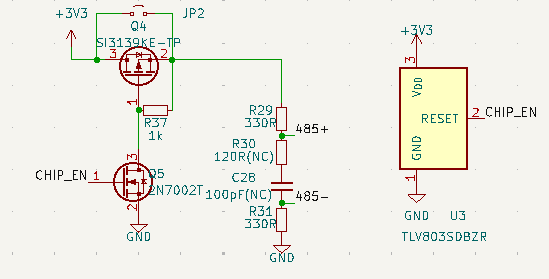 +3V3
JP2
Q4
SI3139KE-TP
3
2
1
R37
1k
3
CHIP_EN
1
Q5
2N7002T
2
GND
R29
330R
485+
R30
120R(NC)
C28
100pF(NC)
485-
R31
330R
GND
+3V3
3
VDD
RESET
2
CHIP_EN
GND
1
GND
U3
TLV803SDBZR